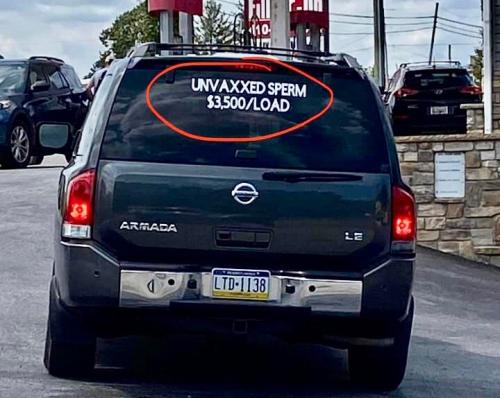 UNVAXXED SPERM
$3,500/LOAD
ARMADA
LE
LTD-1138